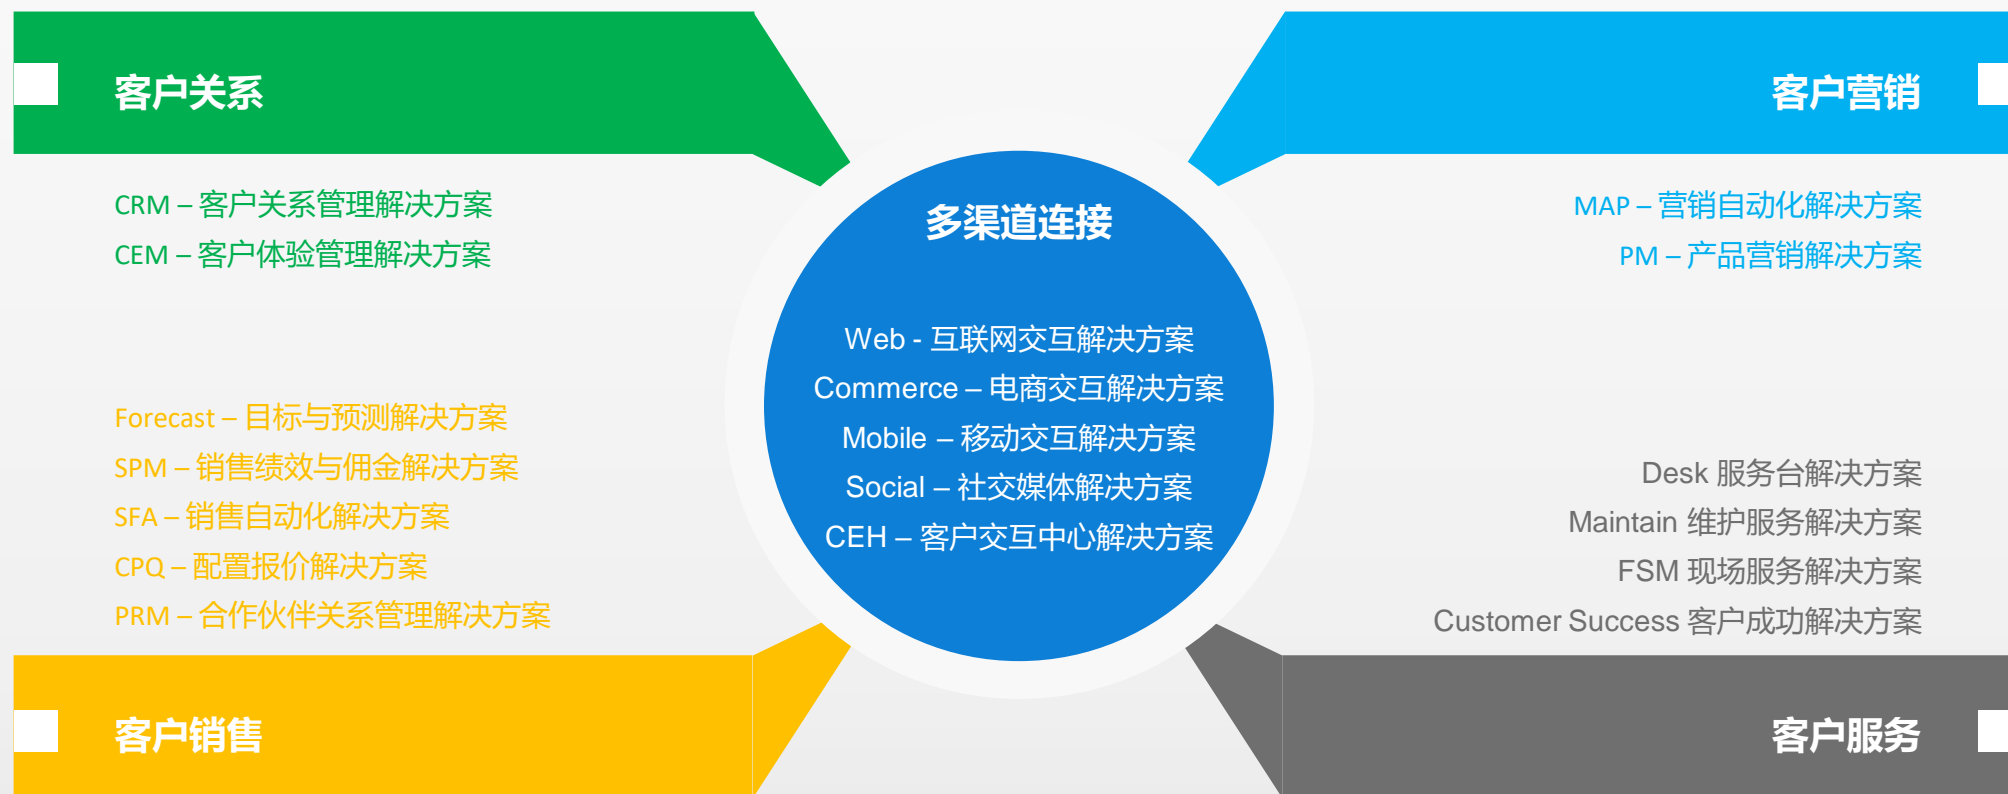 客户关系
CRM – 客户关系管理解决方案
CEM – 客户体验管理解决方案
客户营销
MAP – 营销自动化解决方案
PM – 产品营销解决方案
多渠道连接
Web - 互联网交互解决方案
Commerce – 电商交互解决方案
Mobile – 移动交互解决方案
Social – 社交媒体解决方案
CEH – 客户交互中心解决方案
Forecast – 目标与预测解决方案
SPM – 销售绩效与佣金解决方案
SFA – 销售自动化解决方案
CPQ – 配置报价解决方案
PRM – 合作伙伴关系管理解决方案
客户销售
Desk 服务台解决方案
Maintain 维护服务解决方案
FSM 现场服务解决方案
Customer Success 客户成功解决方案
客户服务